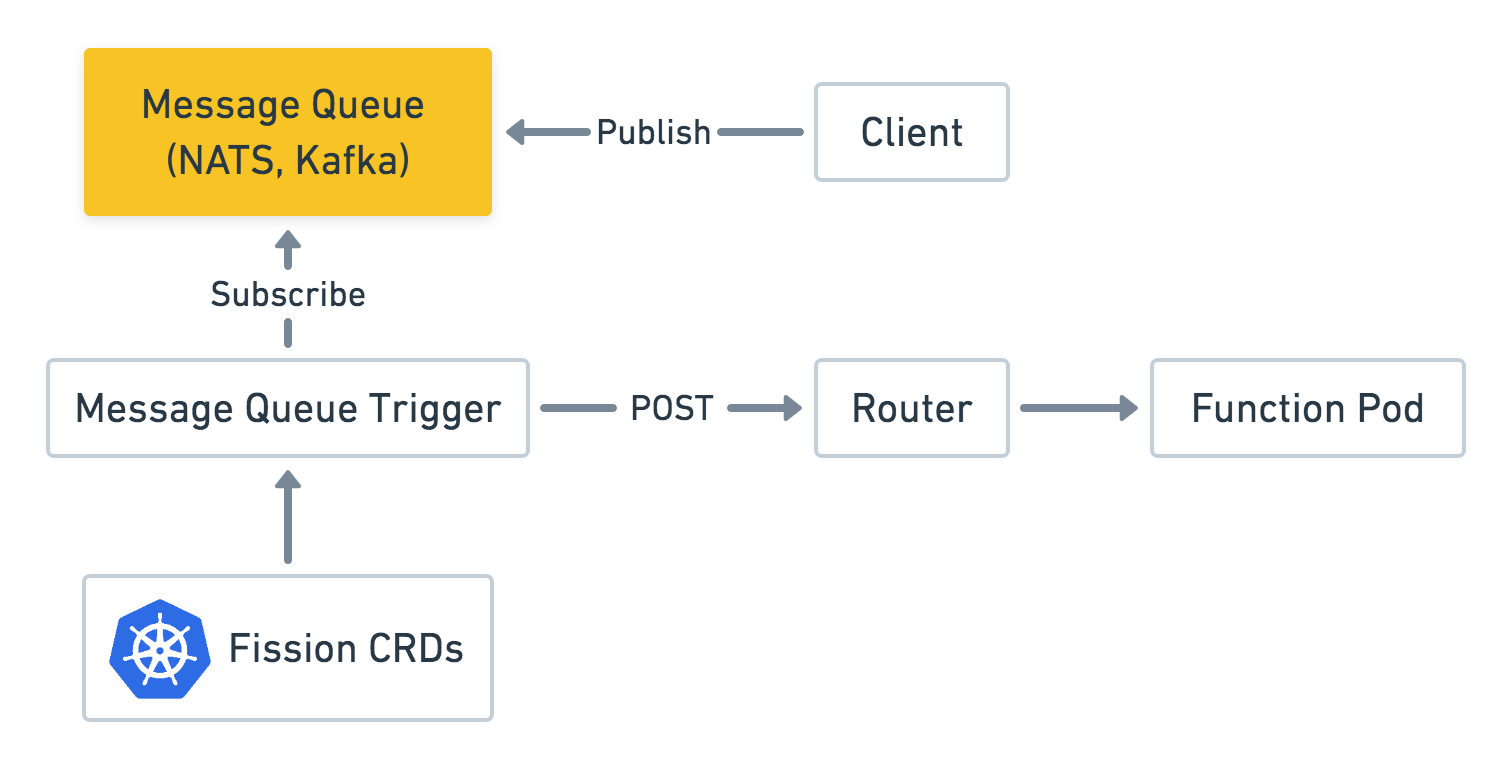 Message Queue
(NATS, Kafka)
Publish
Client
Subscribe
Message Queue Trigger
POST
Router
Function Pod
Fission CRDs